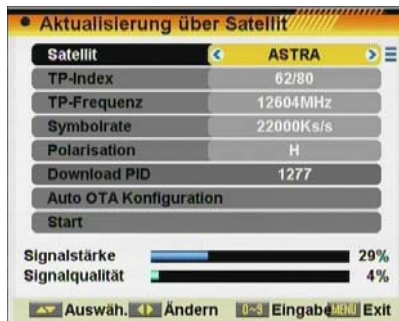 Aktualisierung über Satellit
Satellit ASTRA
TP-Index 62/80
TP-Frequenz 12604MHz
Symbolrate 22000Ks/s
Polarisation H
Download PID 1277
Auto OTA Konfiguration
Start
Signalstärke 29%
Signalqualität 4%
Auswäh. Ändern 0~9 Eingabe MENU Exit